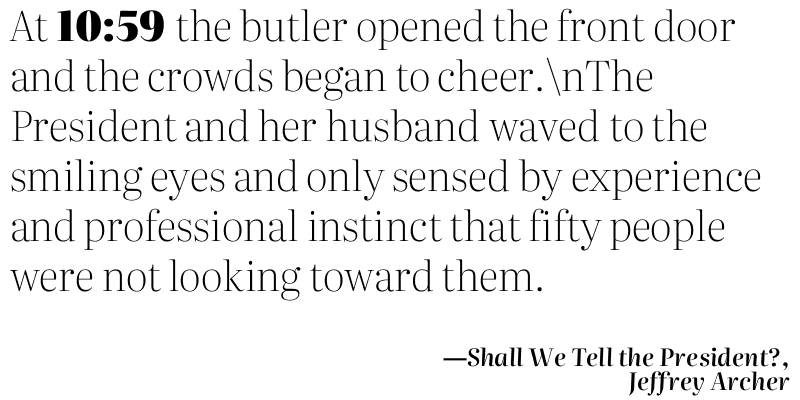 At 10:59 the butler opened the front door
and the crowds began to cheer.\nThe
President and her husband waved to the
smiling eyes and only sensed by experience
and professional instinct that fifty people
were not looking toward them.
—Shall We Tell the President?,
Jeffrey Archer